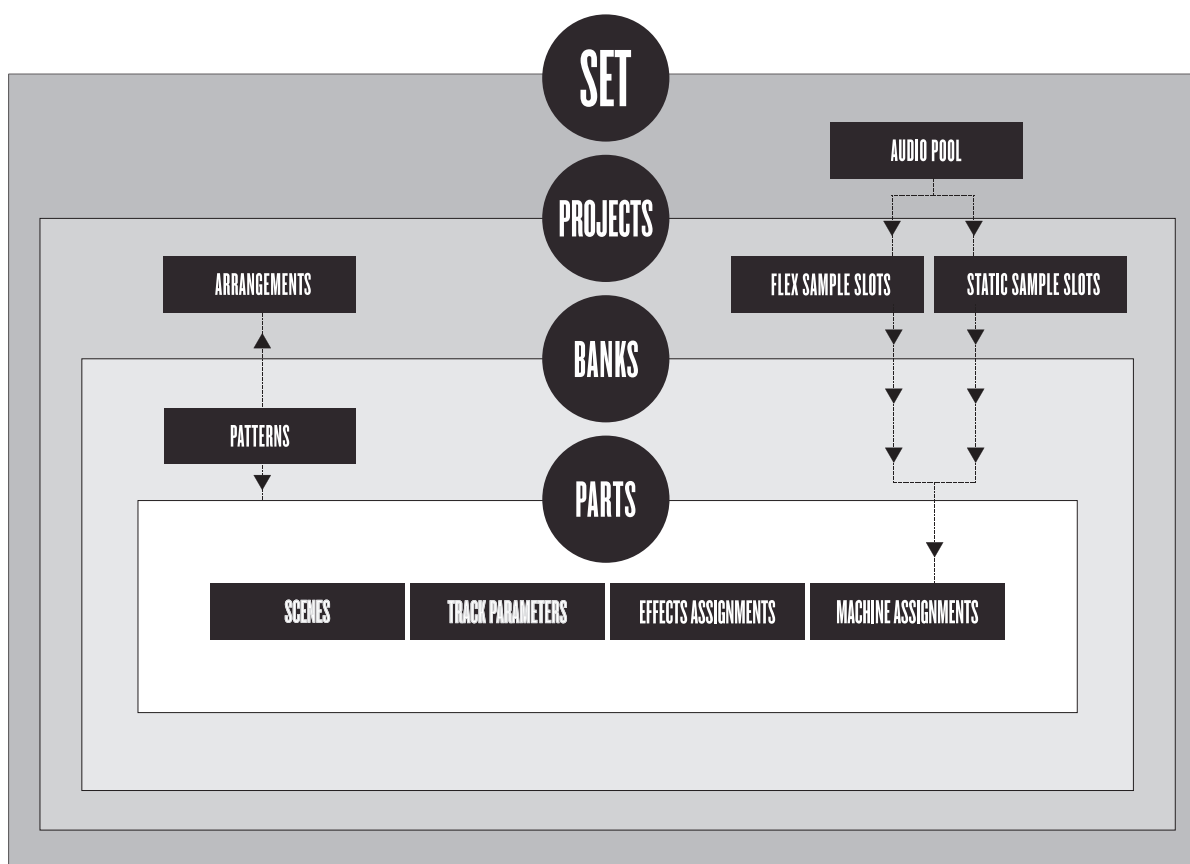 SET
AUDIO POOL
PROJECTS
ARRANGEMENTS
FLEX SAMPLE SLOTS
STATIC SAMPLE SLOTS
BANKS
PATTERNS
PARTS
SCENES
TRACK PARAMETERS
EFFECTS ASSIGNMENTS
MACHINE ASSIGNMENTS